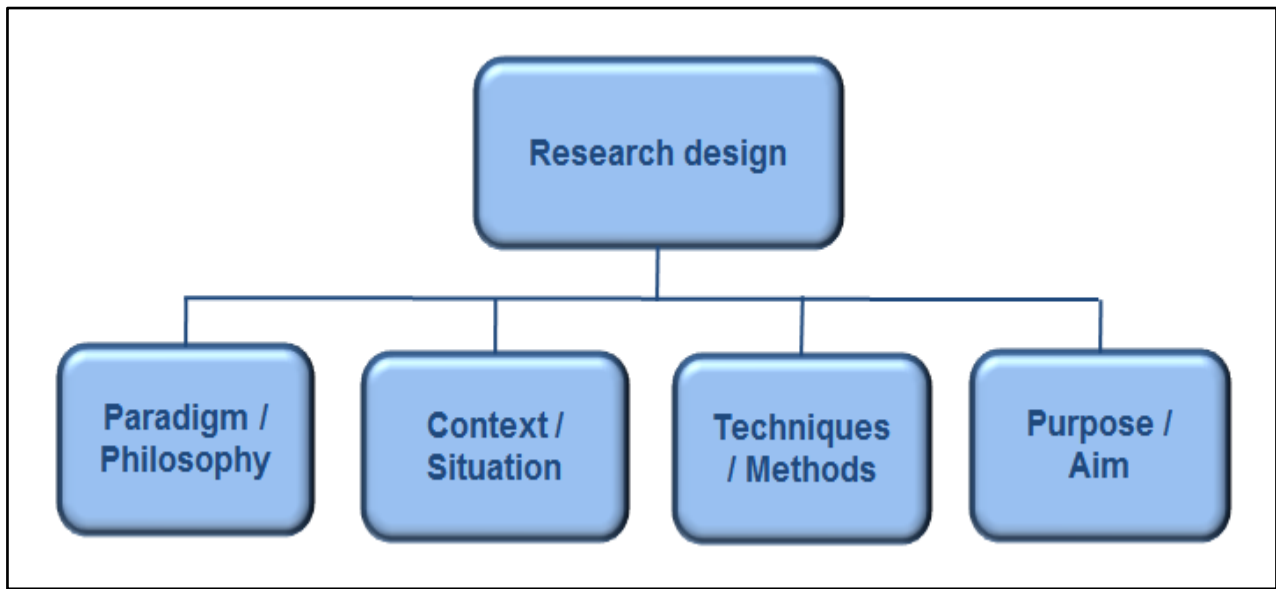 Research design
Paradigm /
Philosophy
Context /
Situation
Techniques
/ Methods
Purpose /
Aim